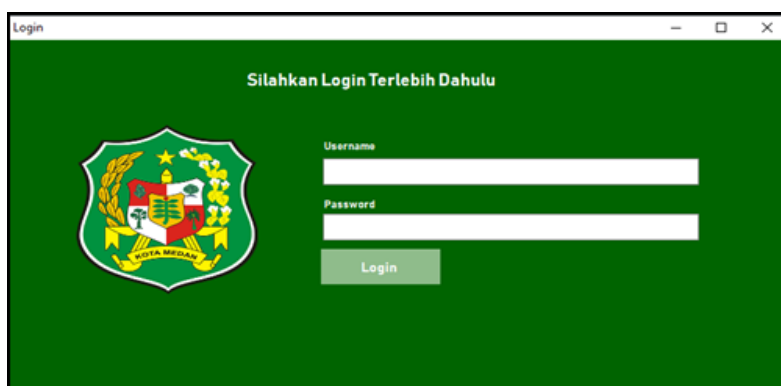 Login
Silahkan Login Terlebih Dahulu
Username
Password
Login
KOTA MEDAN